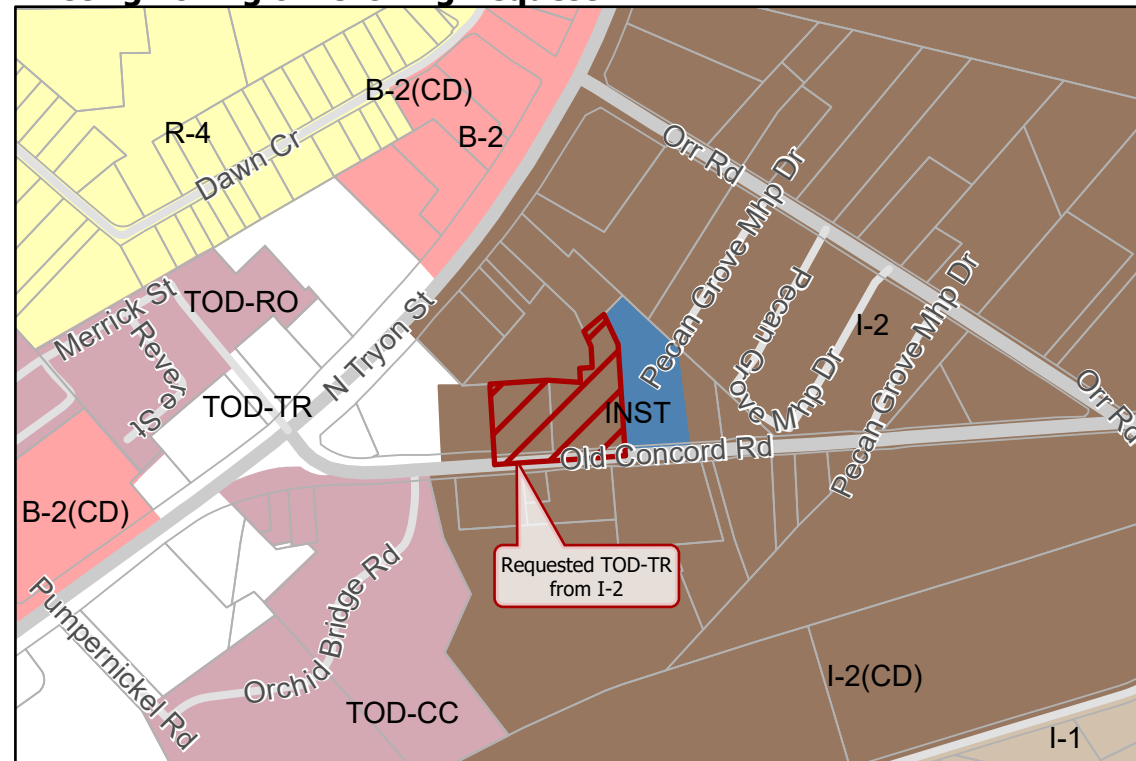 B-2(CD)
R-4
B-2
Dawn Cr
Orr Rd
Pecan Grove Mhp Dr
TOD-RO
Merrick St
Revere St
N Tryon St
TOD-TR
Pecan Grove Mhp Dr
I-2
Pecan Grove Mhp Dr
Orr Rd
INST
Old Concord Rd
B-2(CD)
Requested TOD-TR
from I-2
Pumpernickel Rd
Orchid Bridge Rd
TOD-CC
I-2(CD)
I-1